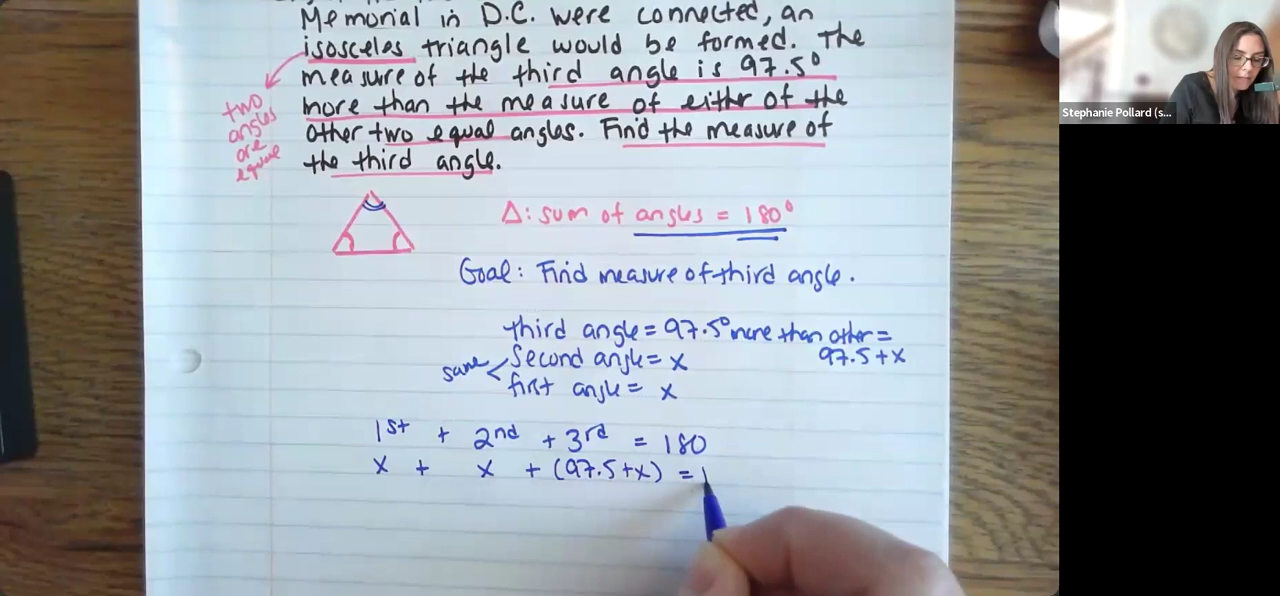 Memorial in D.C. were connected, an
isosceles triangle would be formed. The
measure of the third angle is 97.5°
more than the measure of either of the
other two equal angles. Find the measure of
the third angle.
two
angles
are
equal
Δ: sum of angles = 180°
Goal: Find measure of third angle.
third angle = 97.5° more than other =
97.5+x
same < Second angle = x
first angle = x
1st + 2nd + 3rd = 180
x + x + (97.5+x) = 1
Stephanie Pollard (s...